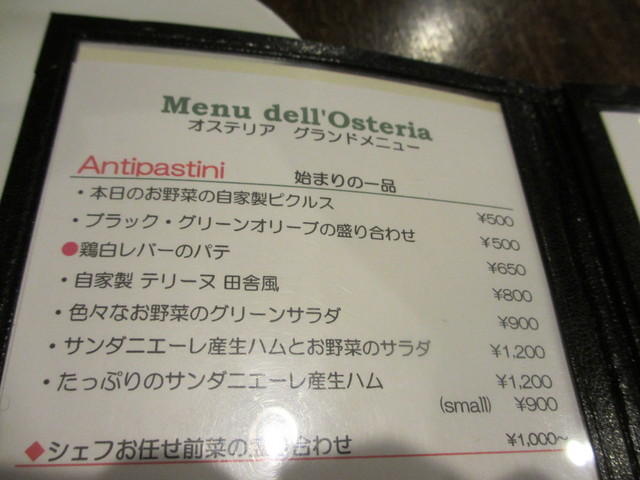 Menu dell'Osteria
オステリア グランドメニュー
Antipastini 始まりの一品
・本日のお野菜の自家製ピクルス ¥500
・ブラック・グリーンオリーブの盛り合わせ ¥500
●鶏白レバーのパテ ¥650
・自家製 テリーヌ 田舎風 ¥800
・色々なお野菜のグリーンサラダ ¥900
・サンダニエーレ産生ハムとお野菜のサラダ ¥1,200
・たっぷりのサンダニエーレ産生ハム ¥1,200
(small) ¥900
◆シェフお任せ前菜の盛り合わせ ¥1,000~